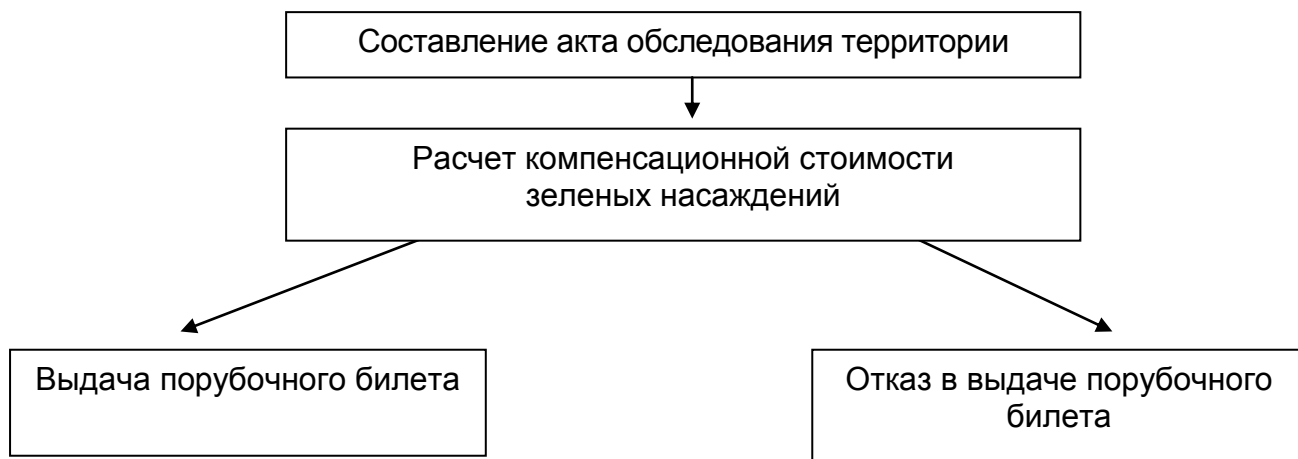 Составление акта обследования территории
Расчет компенсационной стоимости
зеленых насаждений
Выдача порубочного билета
Отказ в выдаче порубочного
билета